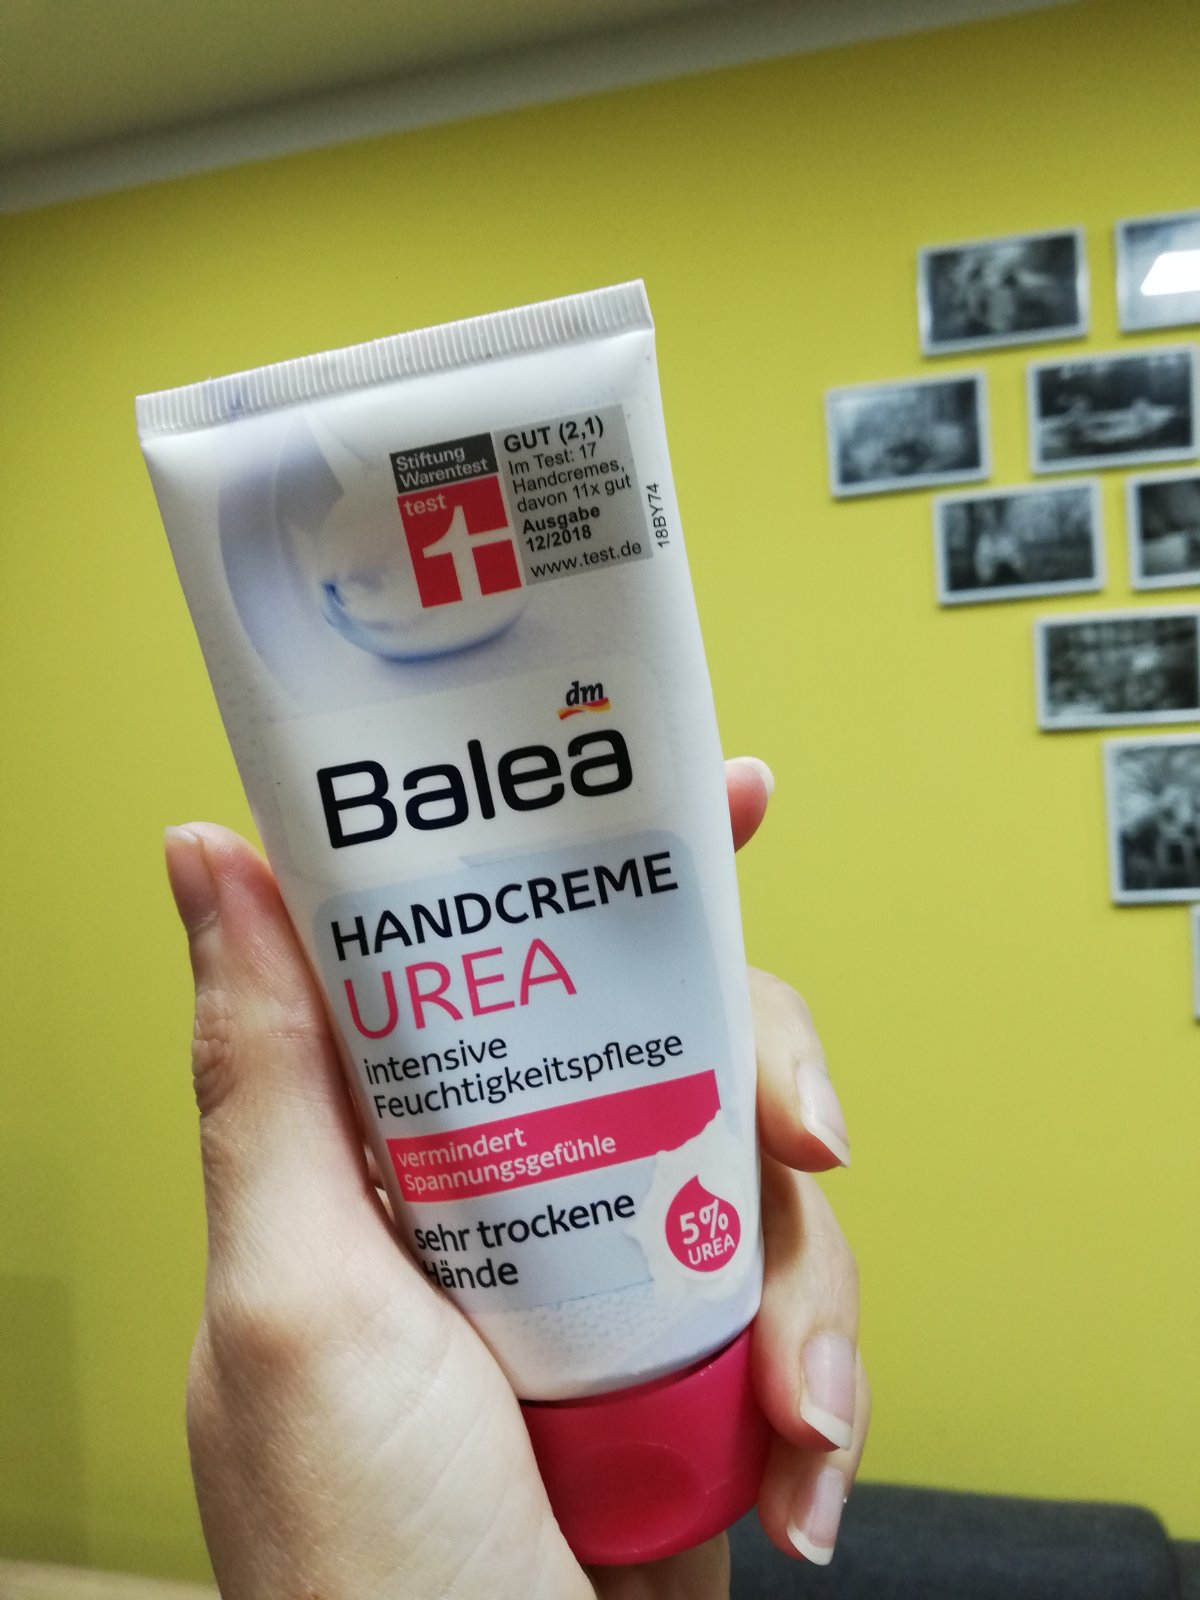 Stiftung
Warentest
test
GUT (2,1)
Im Test: 17
Handcremes,
davon 11x gut
Ausgabe
12/2018
www.test.de
18BY74
dm
Balea
HANDCREME
UREA
intensive
Feuchtigkeitspflege
vermindert
Spannungsgefühle
sehr trockene
Hände
5%
UREA